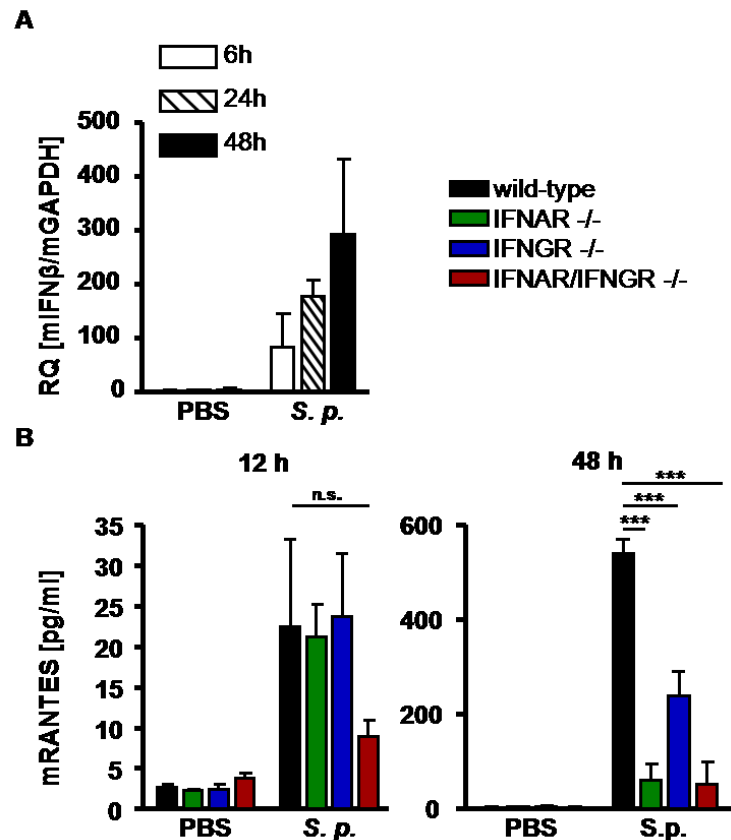 A
6h
24h
48h
RQ [mIFNβ/mGAPDH]
500
400
300
200
100
0
PBS S. p.
wild-type
IFNAR -/-
IFNGR -/-
IFNAR/IFNGR -/-
B
12 h
48 h
mRANTES [pg/ml]
35
30
25
20
15
10
5
0
n.s.
PBS S. p.
600
400
200
0
***
***
***
PBS S.p.